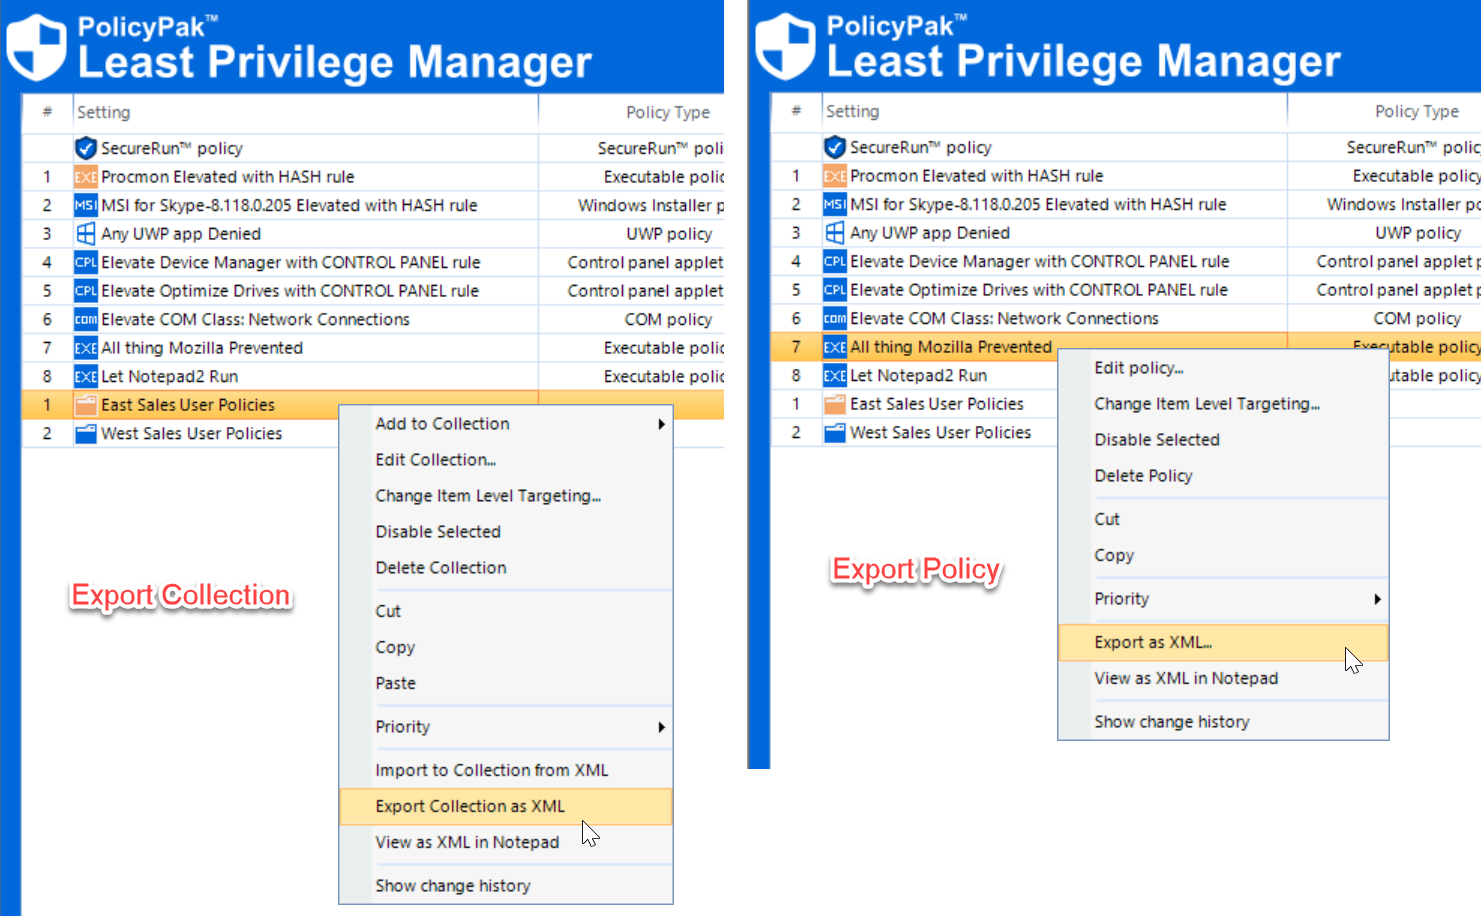 PolicyPak™
Least Privilege Manager
# Setting Policy Type
SecureRun™ policy SecureRun™ poli
1 EXE Procmon Elevated with HASH rule Executable polic
2 MSI MSI for Skype-8.118.0.205 Elevated with HASH rule Windows Installer p
3 Any UWP app Denied UWP policy
4 CPL Elevate Device Manager with CONTROL PANEL rule Control panel applet
5 CPL Elevate Optimize Drives with CONTROL PANEL rule Control panel applet
6 com Elevate COM Class: Network Connections COM policy
7 EXE All thing Mozilla Prevented Executable polic
8 EXE Let Notepad2 Run Executable polic
1 East Sales User Policies
2 West Sales User Policies
Add to Collection
Edit Collection...
Change Item Level Targeting...
Disable Selected
Delete Collection
Cut
Copy
Paste
Priority
Import to Collection from XML
Export Collection as XML
View as XML in Notepad
Show change history
Export Collection
PolicyPak™
Least Privilege Manager
# Setting Policy Type
SecureRun™ policy SecureRun™ polic
1 EXE Procmon Elevated with HASH rule Executable policy
2 MSI MSI for Skype-8.118.0.205 Elevated with HASH rule Windows Installer po
3 Any UWP app Denied UWP policy
4 CPL Elevate Device Manager with CONTROL PANEL rule Control panel applet p
5 CPL Elevate Optimize Drives with CONTROL PANEL rule Control panel applet p
6 com Elevate COM Class: Network Connections COM policy
7 EXE All thing Mozilla Prevented Executable policy
8 EXE Let Notepad2 Run utable policy
1 East Sales User Policies
2 West Sales User Policies
Edit policy...
Change Item Level Targeting...
Disable Selected
Delete Policy
Cut
Copy
Priority
Export as XML...
View as XML in Notepad
Show change history
Export Policy